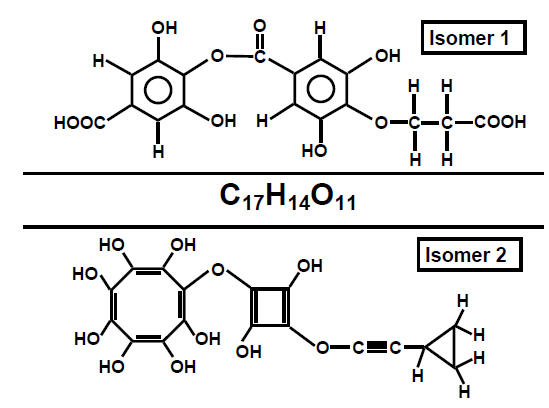 OH O H Isomer 1
H O C OH
H H
HOOC OH H O C C COOH
H HO H H
C₁₇H₁₄O₁₁
HO OH Isomer 2
HO O OH
H
HO OH H
OH O C C H
HO OH H H